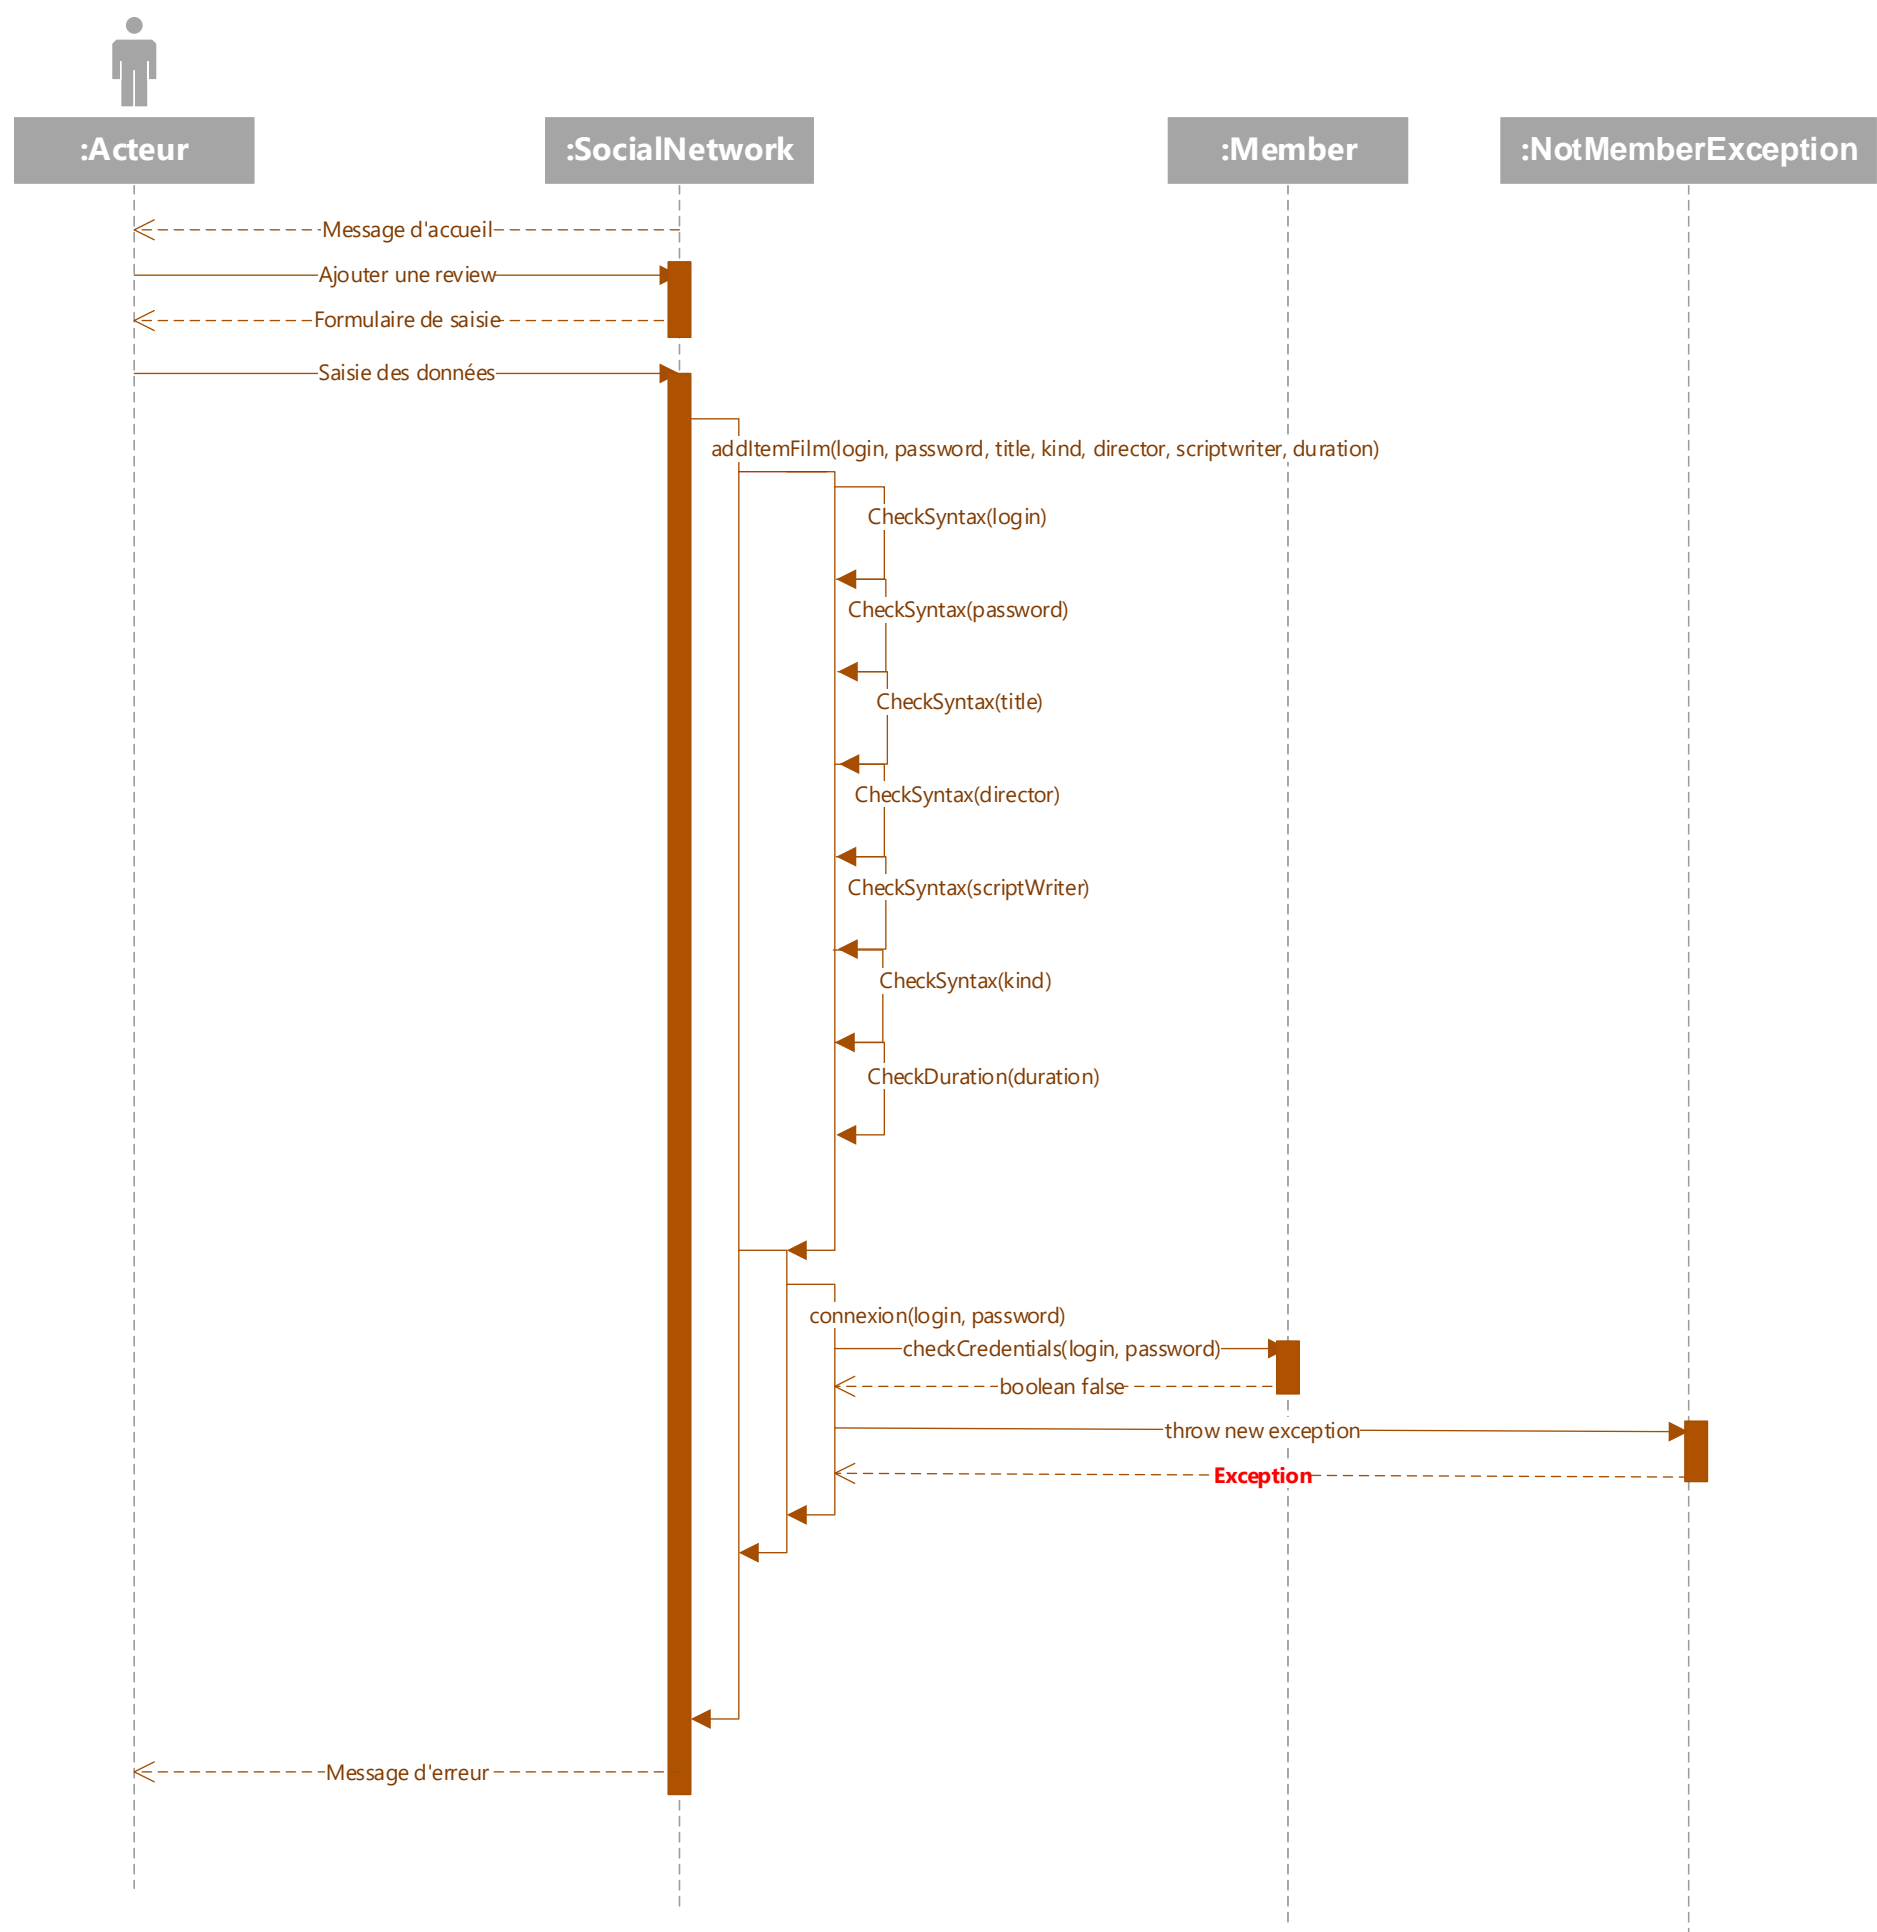 :Acteur
:SocialNetwork
:Member
:NotMemberException
Message d'accueil
Ajouter une review
Formulaire de saisie
Saisie des données
addItemFilm(login, password, title, kind, director, scriptwriter, duration)
CheckSyntax(login)
CheckSyntax(password)
CheckSyntax(title)
CheckSyntax(director)
CheckSyntax(scriptWriter)
CheckSyntax(kind)
CheckDuration(duration)
connexion(login, password)
checkCredentials(login, password)
boolean false
throw new exception
Exception
Message d'erreur